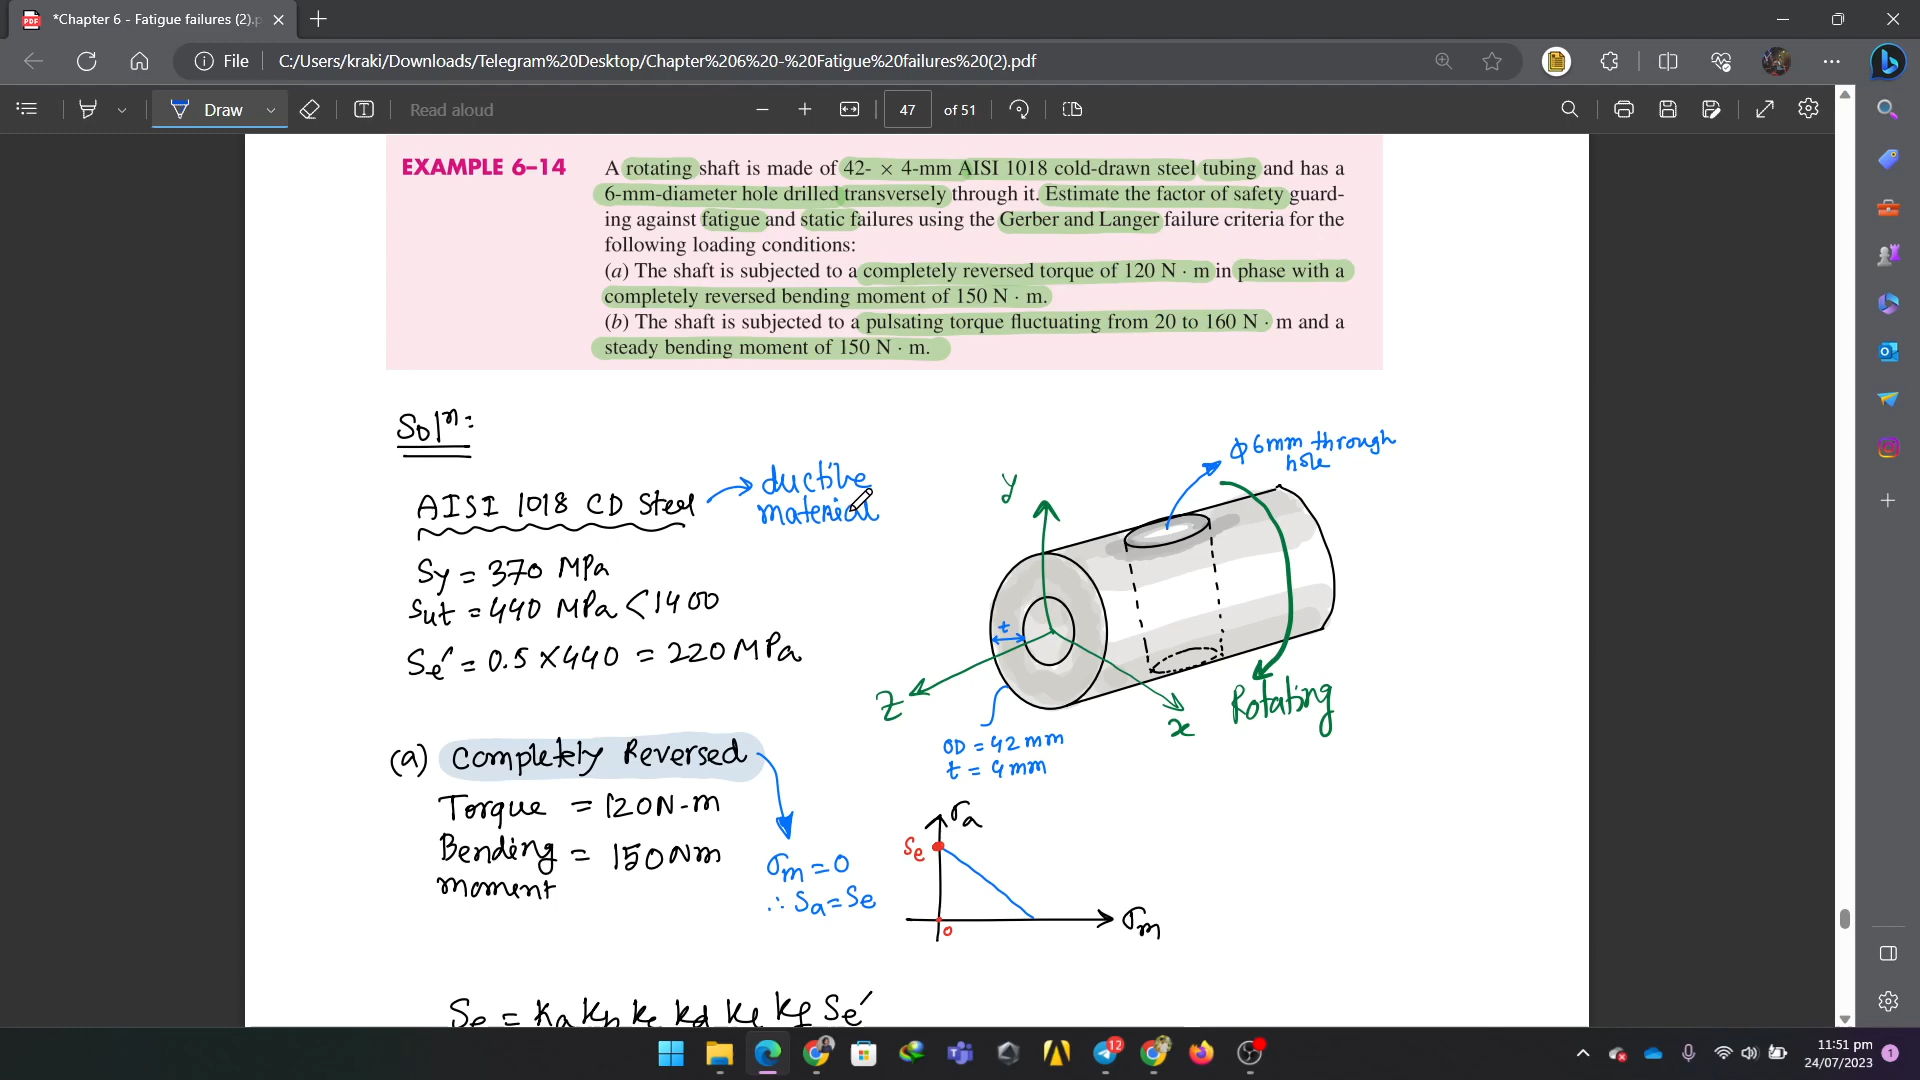 *Chapter 6 - Fatigue failures (2).p
File
C:/Users/kraki/Downloads/Telegram%20Desktop/Chapter%206%20-%20Fatigue%20failures%20(2).pdf
Draw
Read aloud
47
of 51
EXAMPLE 6–14
A rotating shaft is made of 42- × 4-mm AISI 1018 cold-drawn steel tubing and has a
6-mm-diameter hole drilled transversely through it. Estimate the factor of safety guard-
ing against fatigue and static failures using the Gerber and Langer failure criteria for the
following loading conditions:
(a) The shaft is subjected to a completely reversed torque of 120 N · m in phase with a
completely reversed bending moment of 150 N · m.
(b) The shaft is subjected to a pulsating torque fluctuating from 20 to 160 N · m and a
steady bending moment of 150 N · m.
Solⁿ:
AISI 1018 CD Steel
ductile
material
Sy = 370 MPa
Sut = 440 MPa < 1400
Se′ = 0.5 × 440 = 220 MPa
y
ϕ 6mm through
hole
t
z
x
Rotating
OD = 42 mm
t = 4 mm
(a) Completely Reversed
Torque = 120N-m
Bending = 150Nm
moment
σm = 0
∴ Sa = Se
σa
Se
0
σm
Se = ka kb kc kd ke kf Se′
12
11:51 pm
24/07/2023
1